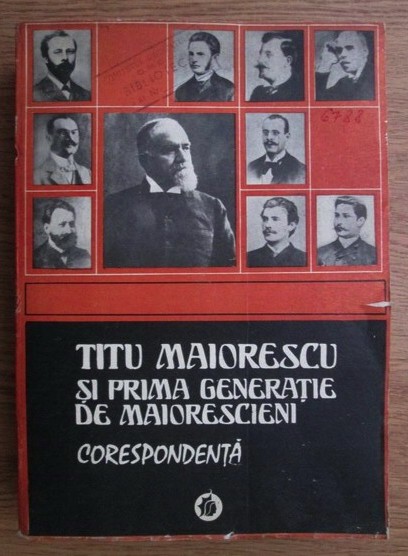 6788
TITU MAIORESCU
ȘI PRIMA GENERAȚIE
DE MAIORESCIENI
CORESPONDENȚĂ